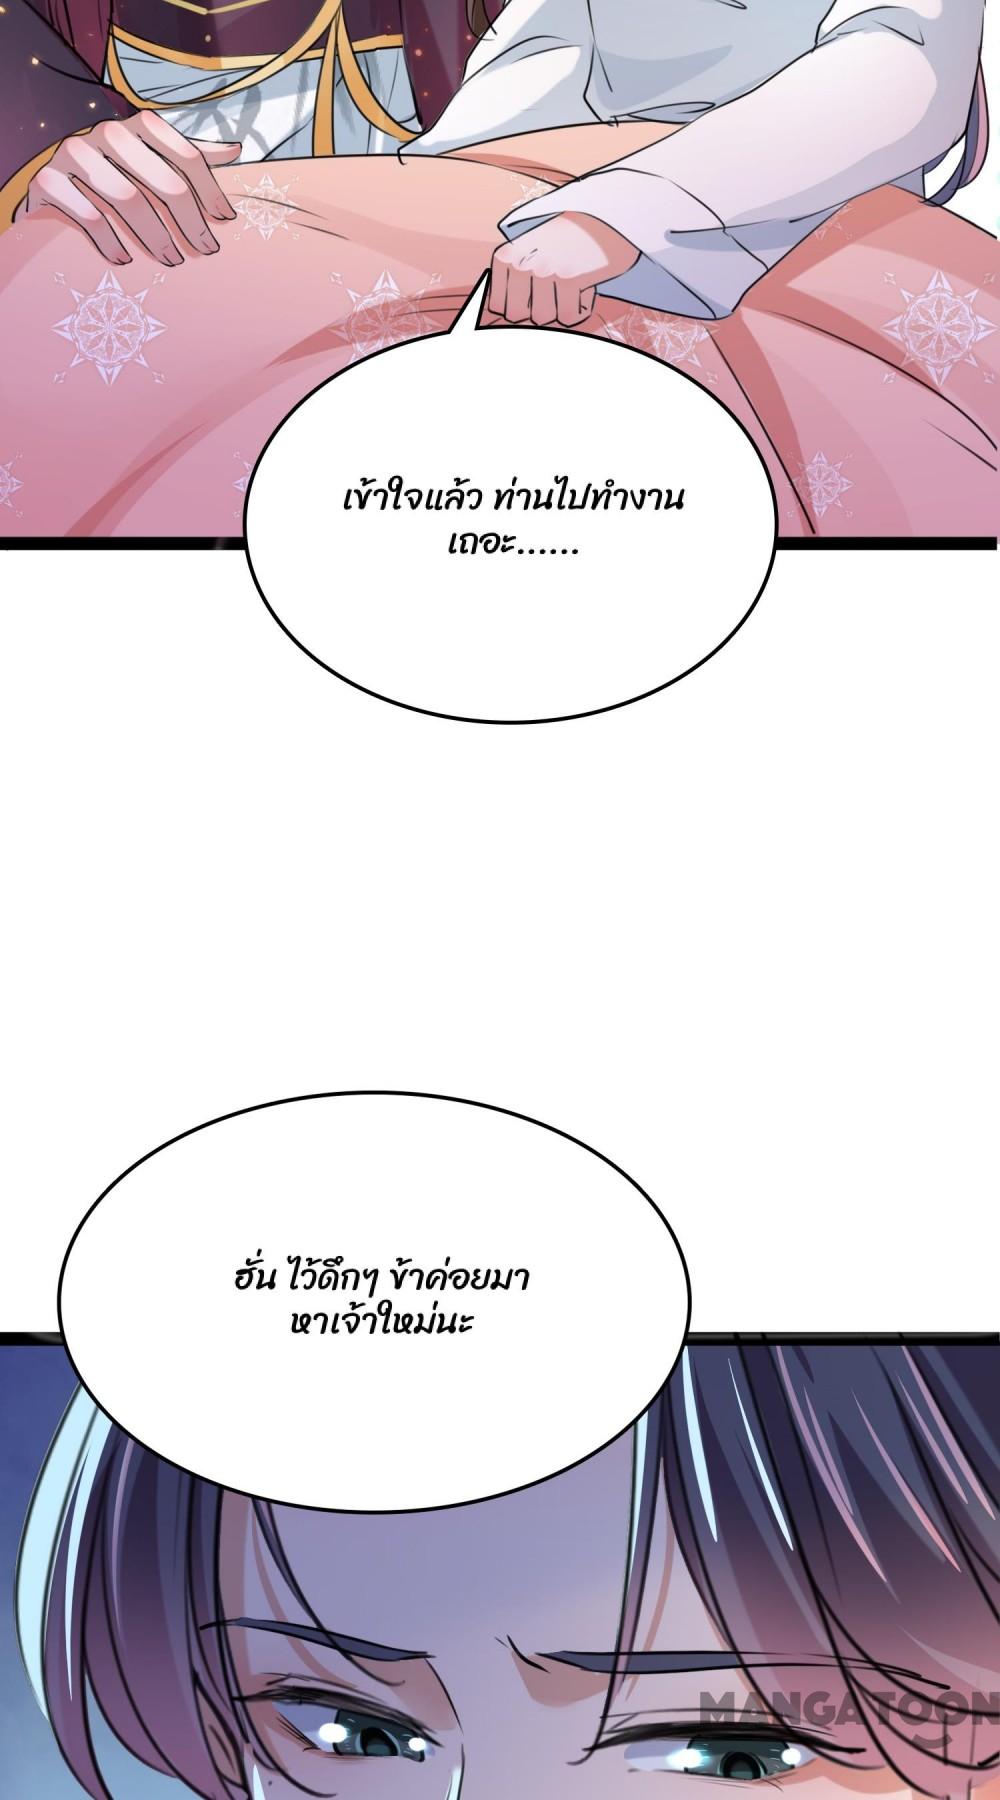 เข้าใจแล้ว ท่านไปทำงาน
เถอะ......
ฮั่น ไว้ดึกๆ ข้าค่อยมา
หาเจ้าใหม่นะ
MANGATOON